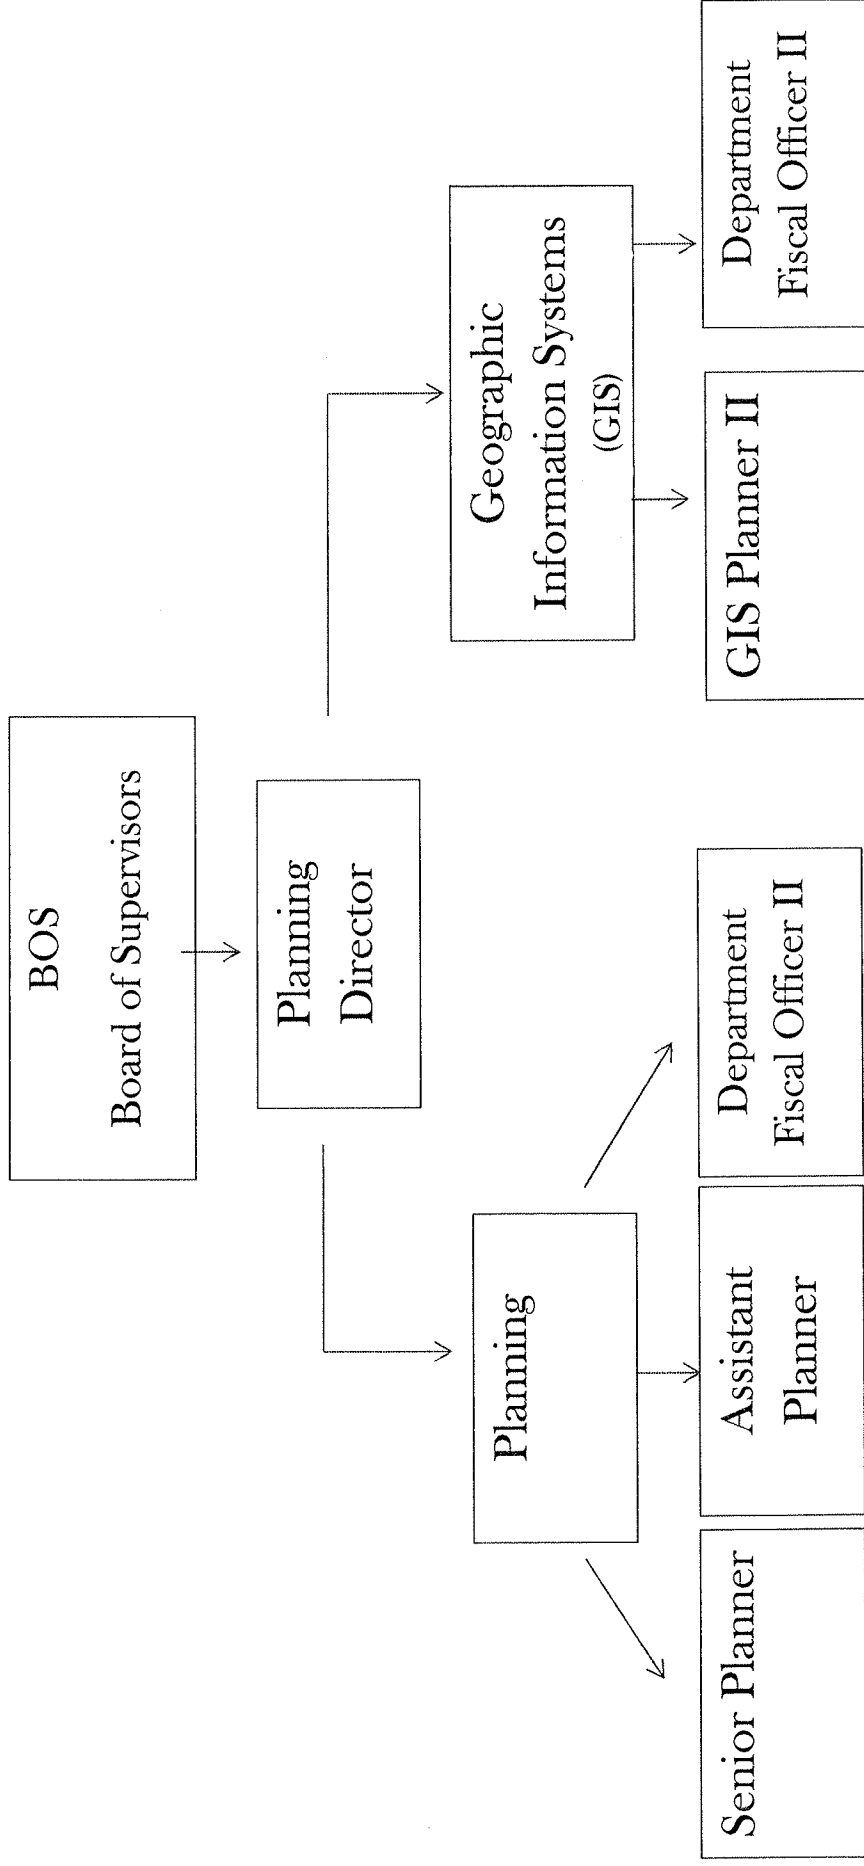 BOS
Board of Supervisors
Planning
Director
Planning
Geographic
Information Systems
(GIS)
Senior Planner
Assistant
Planner
Department
Fiscal Officer II
GIS Planner II
Department
Fiscal Officer II